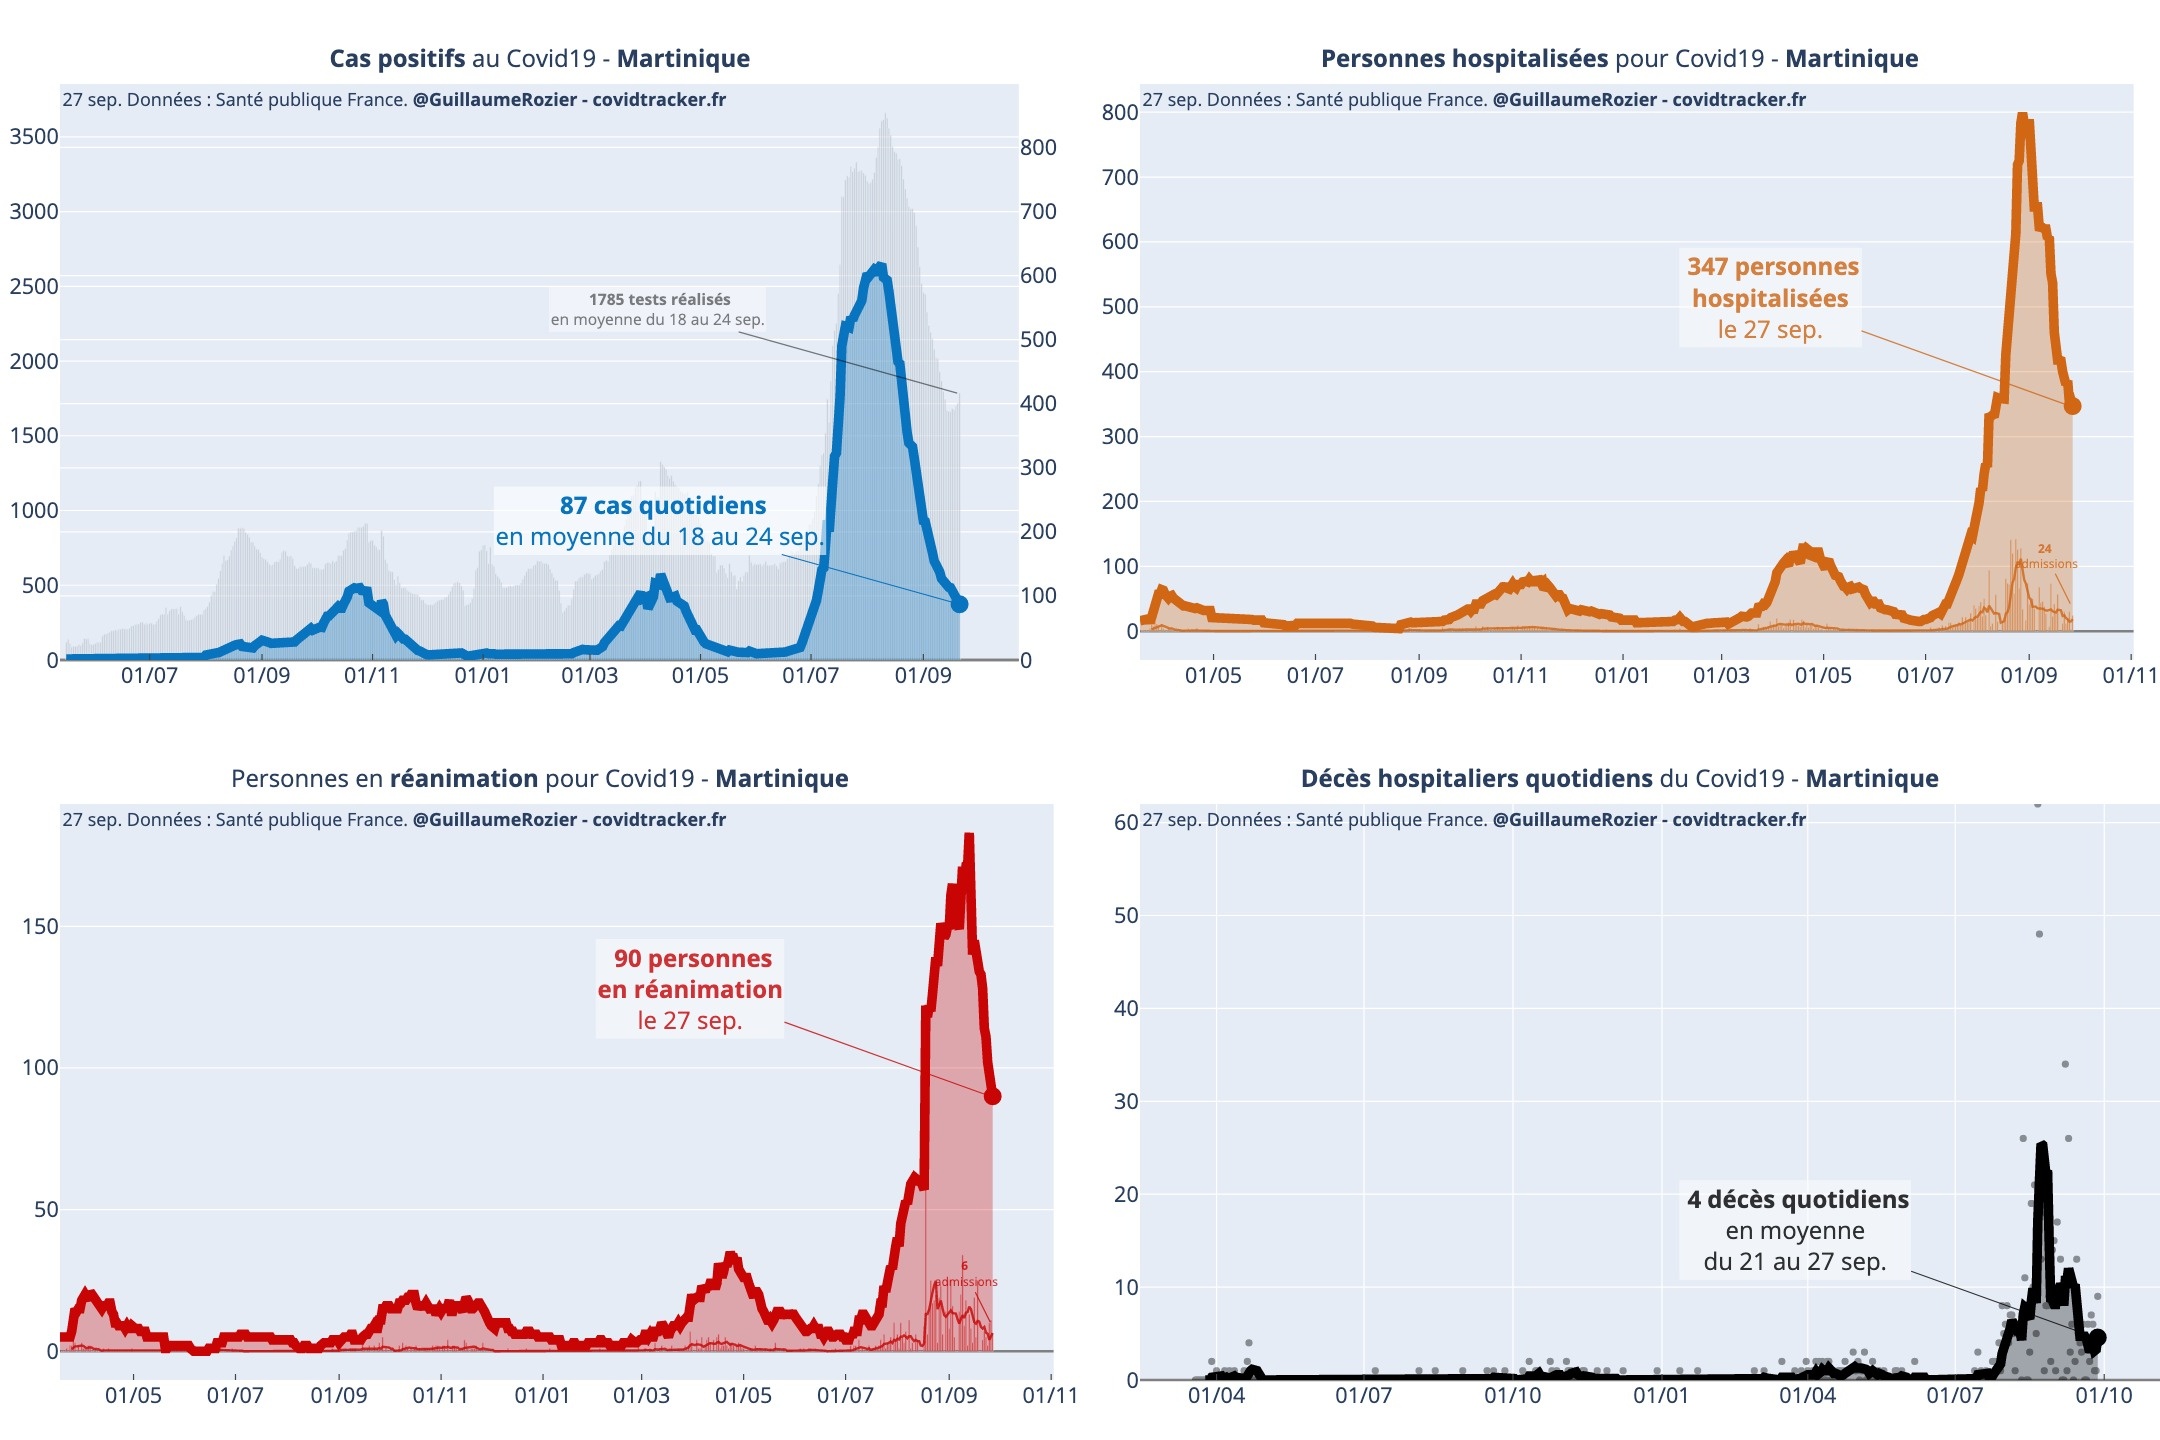 Cas positifs au Covid19 - Martinique
27 sep. Données : Santé publique France. @GuillaumeRozier - covidtracker.fr
3500
3000
2500
2000
1500
1000
500
0
800
700
600
500
400
300
200
100
0
1785 tests réalisés
en moyenne du 18 au 24 sep.
87 cas quotidiens
en moyenne du 18 au 24 sep.
01/07 01/09 01/11 01/01 01/03 01/05 01/07 01/09
Personnes hospitalisées pour Covid19 - Martinique
27 sep. Données : Santé publique France. @GuillaumeRozier - covidtracker.fr
800
700
600
500
400
300
200
100
0
347 personnes
hospitalisées
le 27 sep.
24
admissions
01/05 01/07 01/09 01/11 01/01 01/03 01/05 01/07 01/09 01/11
Personnes en réanimation pour Covid19 - Martinique
27 sep. Données : Santé publique France. @GuillaumeRozier - covidtracker.fr
150
100
50
0
90 personnes
en réanimation
le 27 sep.
6
admissions
01/05 01/07 01/09 01/11 01/01 01/03 01/05 01/07 01/09 01/11
Décès hospitaliers quotidiens du Covid19 - Martinique
27 sep. Données : Santé publique France. @GuillaumeRozier - covidtracker.fr
60
50
40
30
20
10
0
4 décès quotidiens
en moyenne
du 21 au 27 sep.
01/04 01/07 01/10 01/01 01/04 01/07 01/10